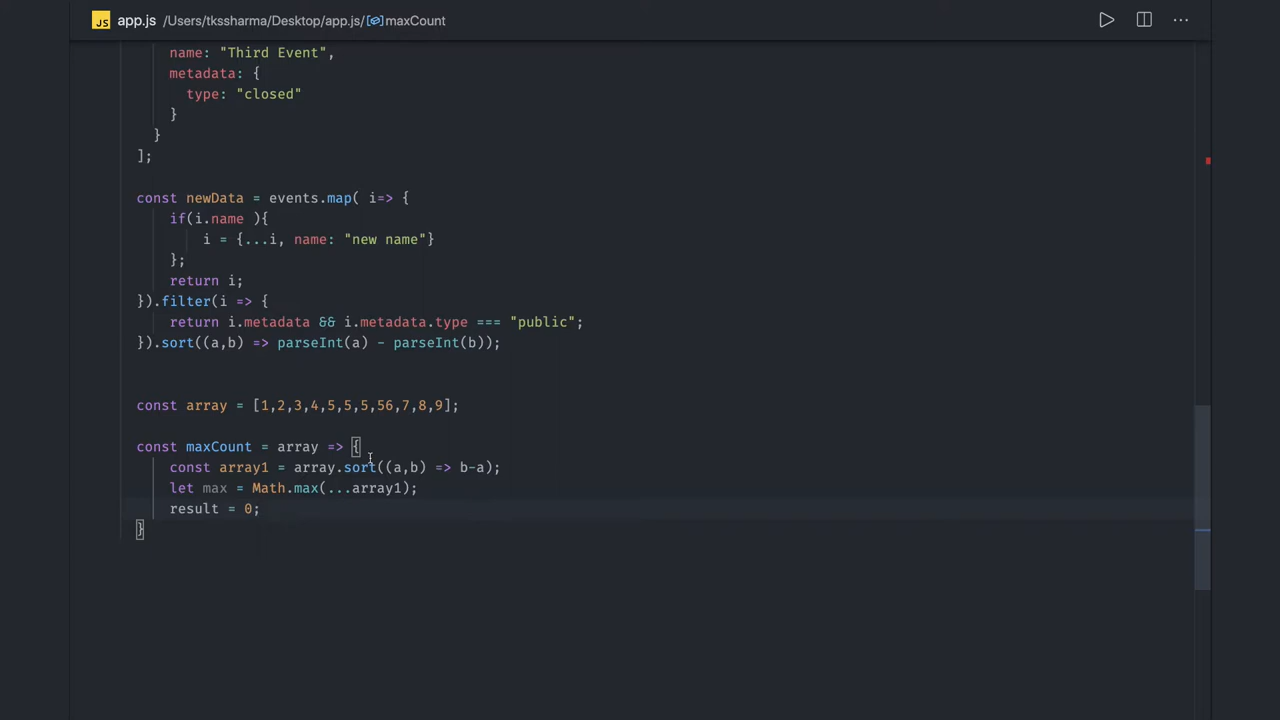 JS app.js /Users/tkssharma/Desktop/app.js/maxCount
name: "Third Event",
metadata: {
type: "closed"
}
}
];
const newData = events.map( i=> {
if(i.name ){
i = {...i, name: "new name"}
};
return i;
}).filter(i => {
return i.metadata && i.metadata.type === "public";
}).sort((a,b) => parseInt(a) - parseInt(b));
const array = [1,2,3,4,5,5,5,56,7,8,9];
const maxCount = array => {
const array1 = array.sort((a,b) => b-a);
let max = Math.max(...array1);
result = 0;
}